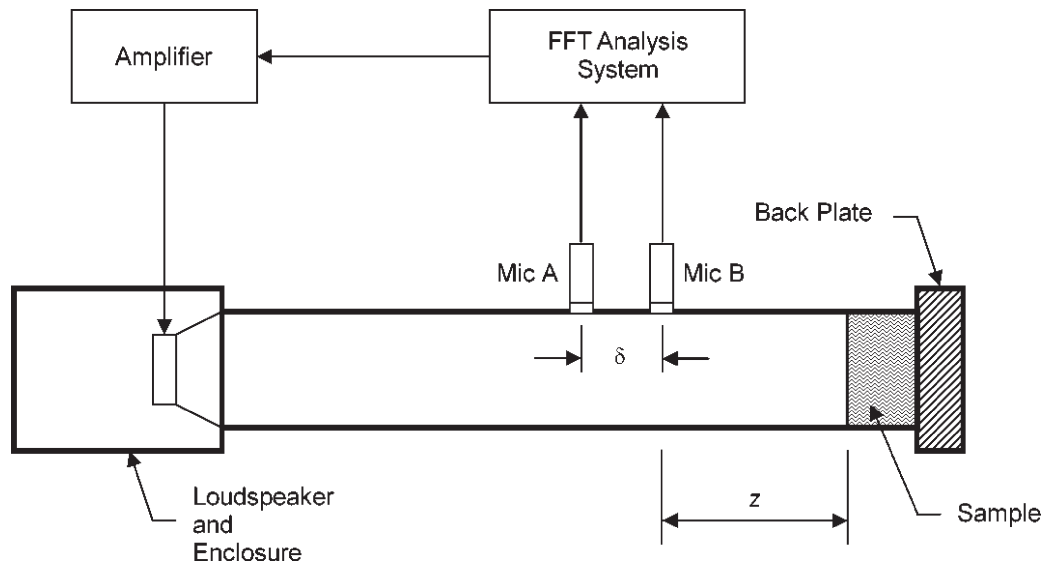 Amplifier
FFT Analysis
System
Back Plate
Mic A
Mic B
δ
z
Sample
Loudspeaker
and
Enclosure